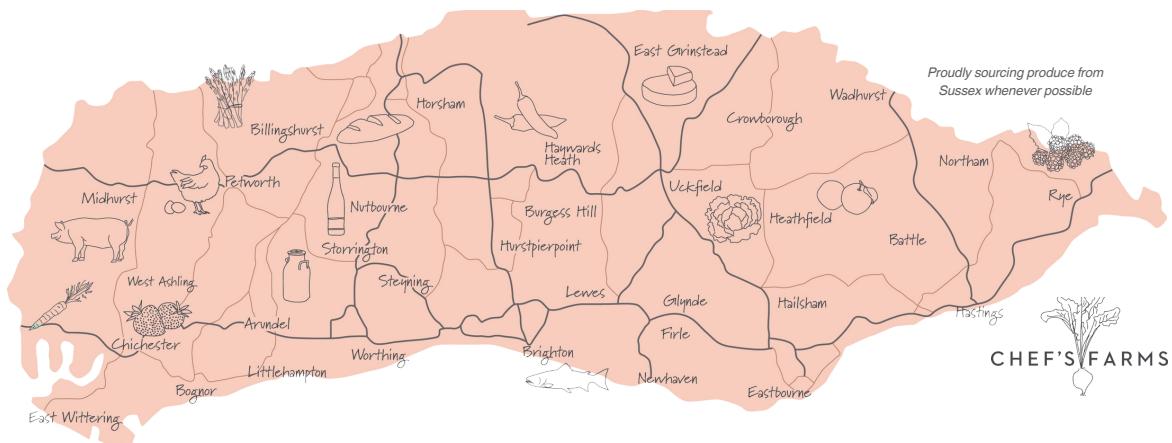 East Grinstead
Proudly sourcing produce from
Sussex whenever possible
Wadhurst
Horsham
Crowborough
Billingshurst
Haywards
Heath
Northam
Petworth
Midhurst
Uckfield
Rye
Nutbourne
Burgess Hill
Heathfield
Battle
Storrington
Hurstpierpoint
West Ashling
Steyning
Lewes
Glynde
Hailsham
Hastings
Arundel
Firle
Chichester
Worthing
Brighton
CHEF'S FARMS
Littlehampton
Newhaven
Bognor
Eastbourne
East Wittering